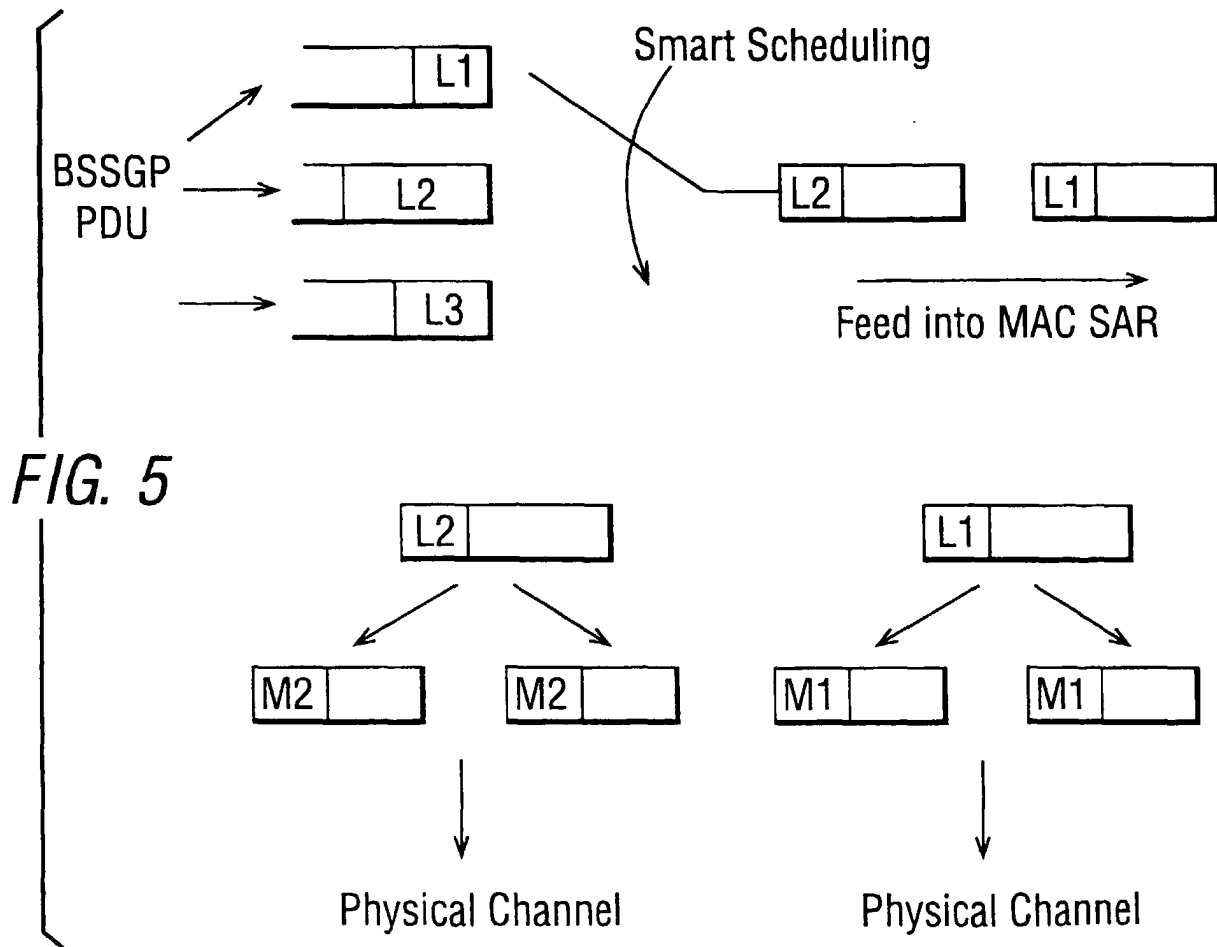 Smart Scheduling
L1
BSSGP
PDU
L2
L2
L1
L3
Feed into MAC SAR
FIG. 5
L2
L1
M2
M2
M1
M1
Physical Channel
Physical Channel